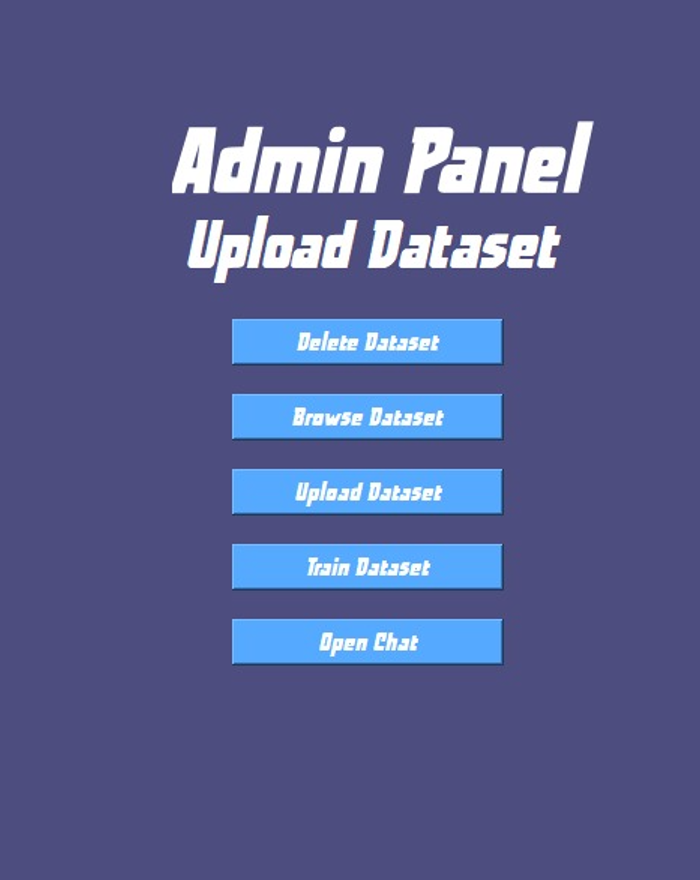 Admin Panel
Upload Dataset
Delete Dataset
Browse Dataset
Upload Dataset
Train Dataset
Open Chat